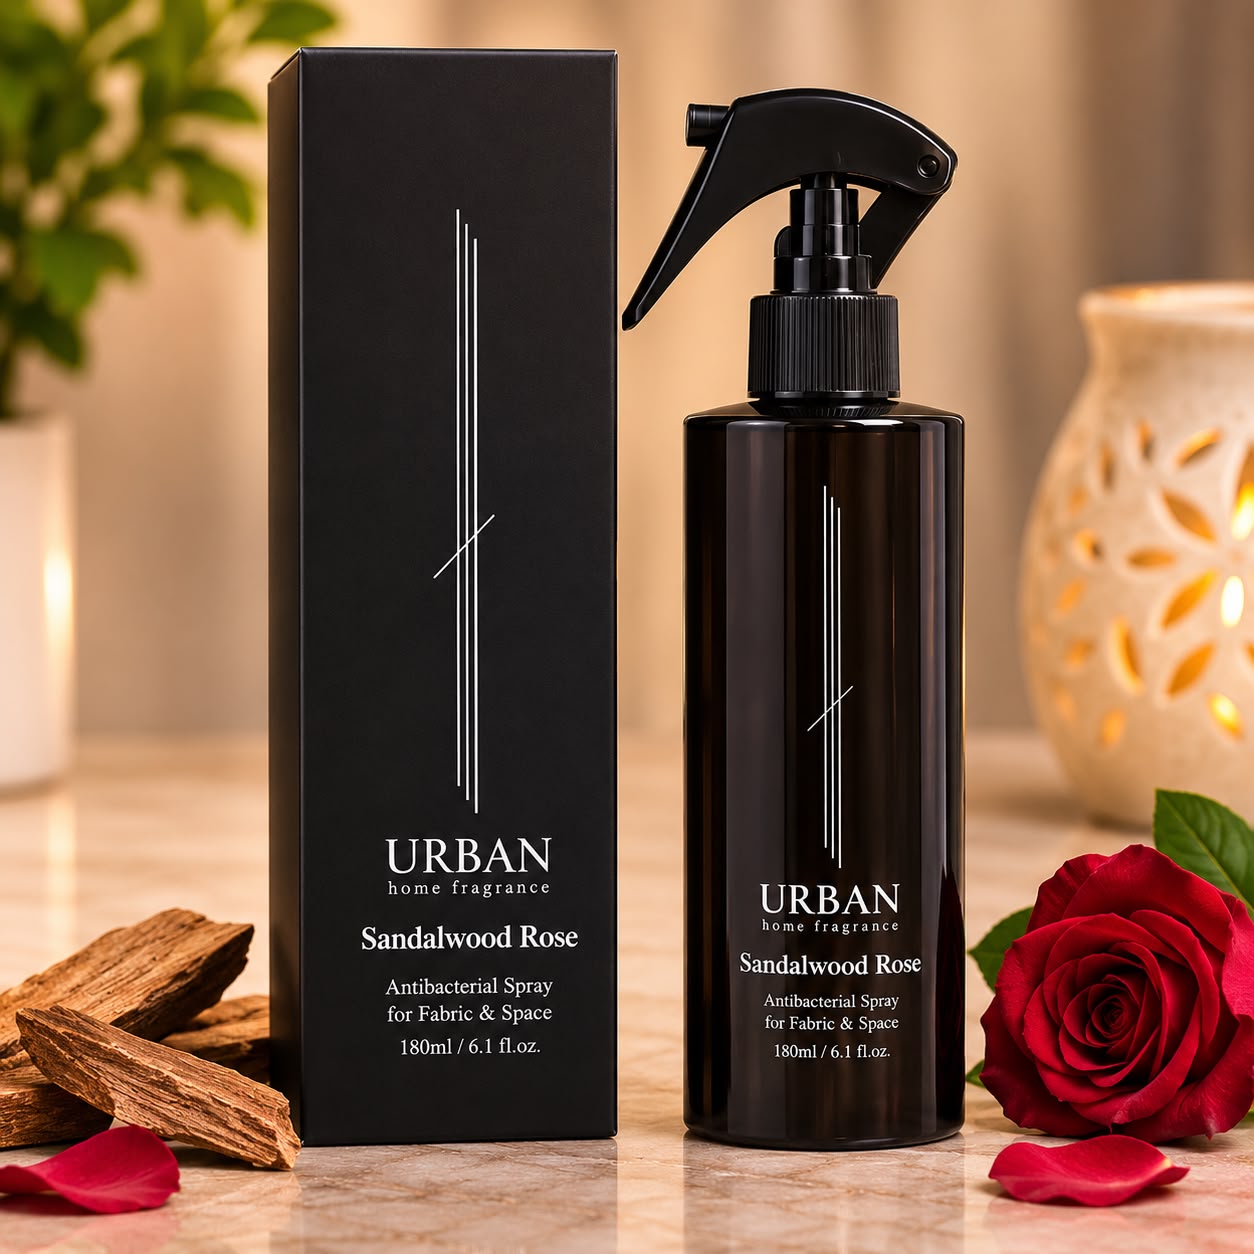 URBAN
home fragrance
Sandalwood Rose
Antibacterial Spray
for Fabric & Space
180ml / 6.1 fl.oz.
URBAN
home fragrance
Sandalwood Rose
Antibacterial Spray
for Fabric & Space
180ml / 6.1 fl.oz.